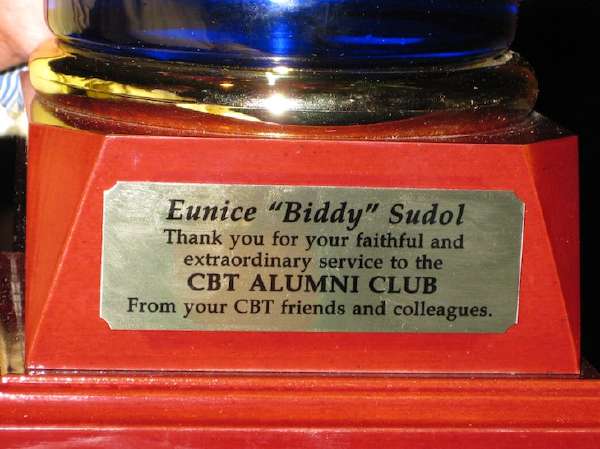 Eunice “Biddy” Sudol
Thank you for your faithful and
extraordinary service to the
CBT ALUMNI CLUB
From your CBT friends and colleagues.